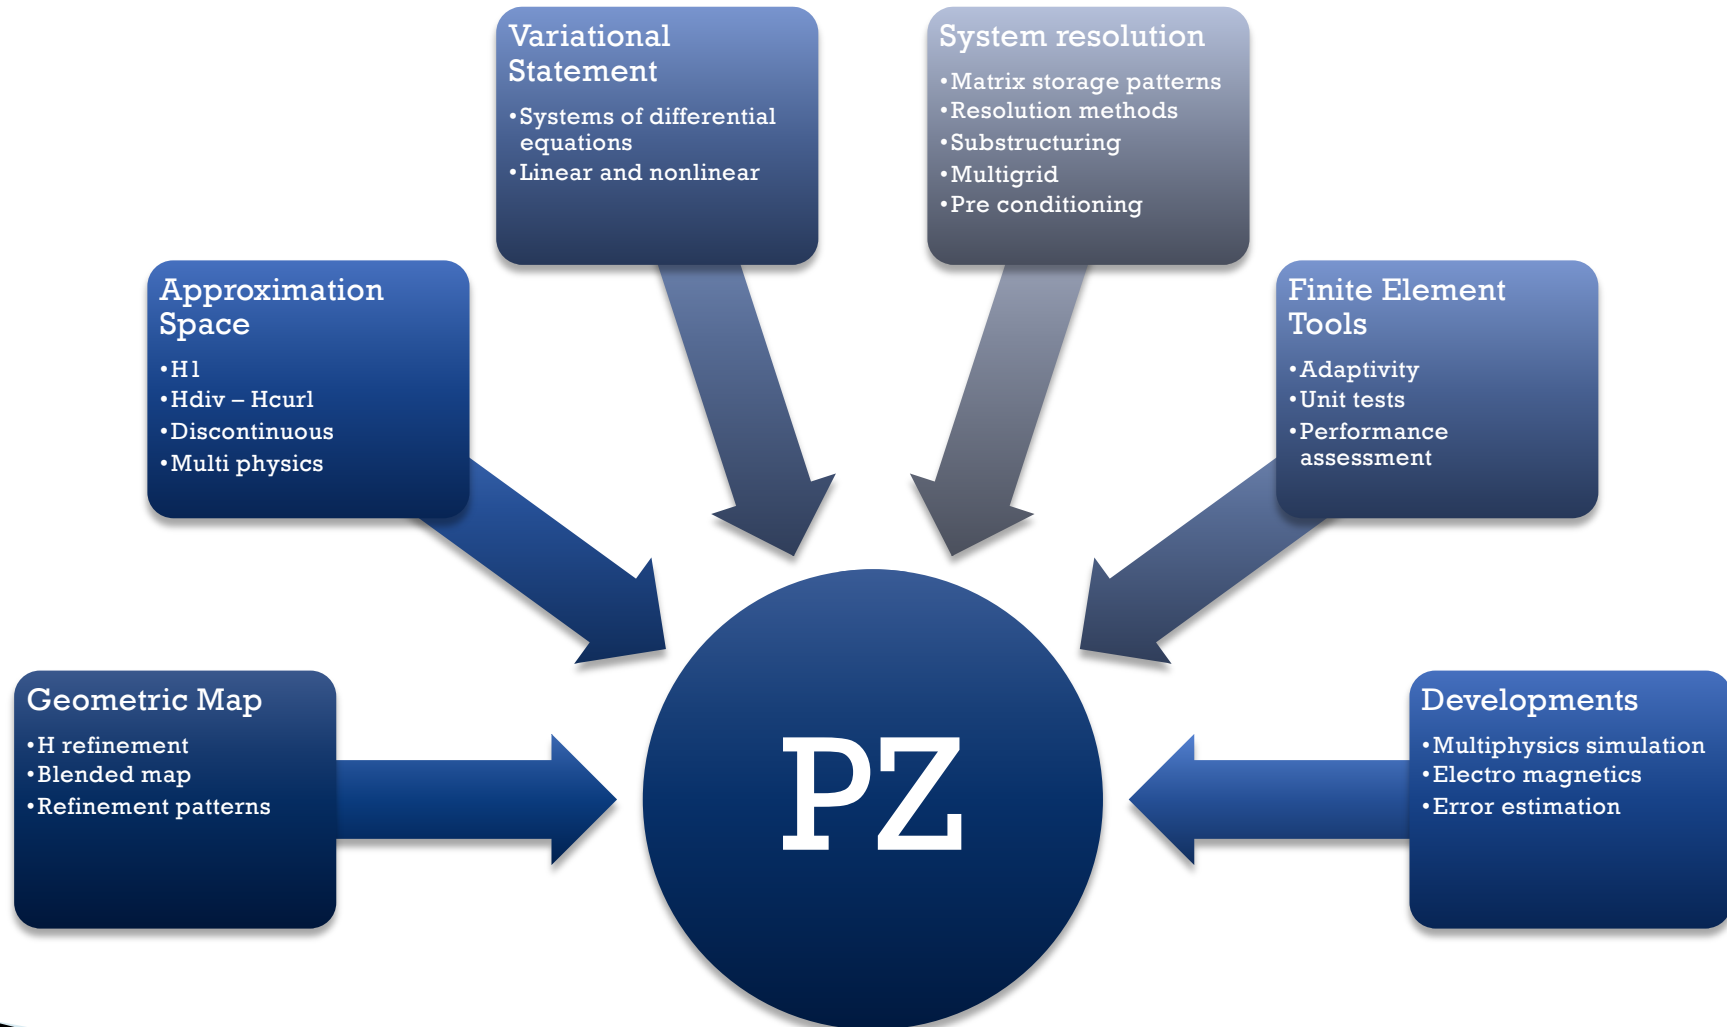 Variational
Statement
•Systems of differential
equations
•Linear and nonlinear
System resolution
•Matrix storage patterns
•Resolution methods
•Substructuring
•Multigrid
•Pre conditioning
Approximation
Space
•H1
•Hdiv – Hcurl
•Discontinuous
•Multi physics
Finite Element
Tools
•Adaptivity
•Unit tests
•Performance
assessment
Geometric Map
•H refinement
•Blended map
•Refinement patterns
PZ
Developments
•Multiphysics simulation
•Electro magnetics
•Error estimation